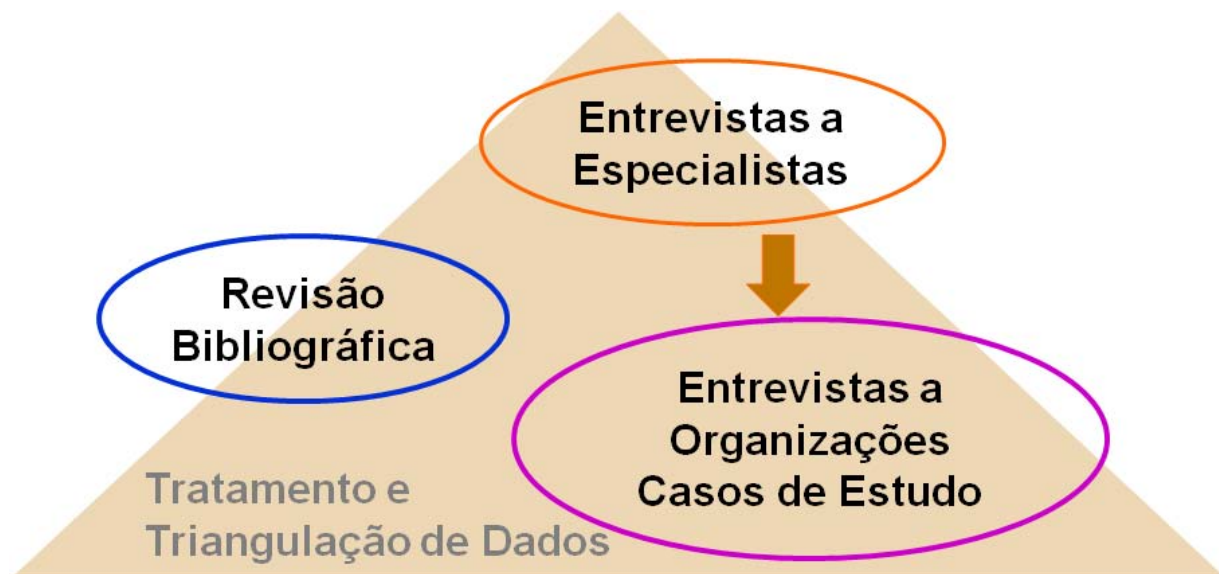 Entrevistas a
Especialistas
Revisão
Bibliográfica
Entrevistas a
Organizações
Casos de Estudo
Tratamento e
Triangulação de Dados